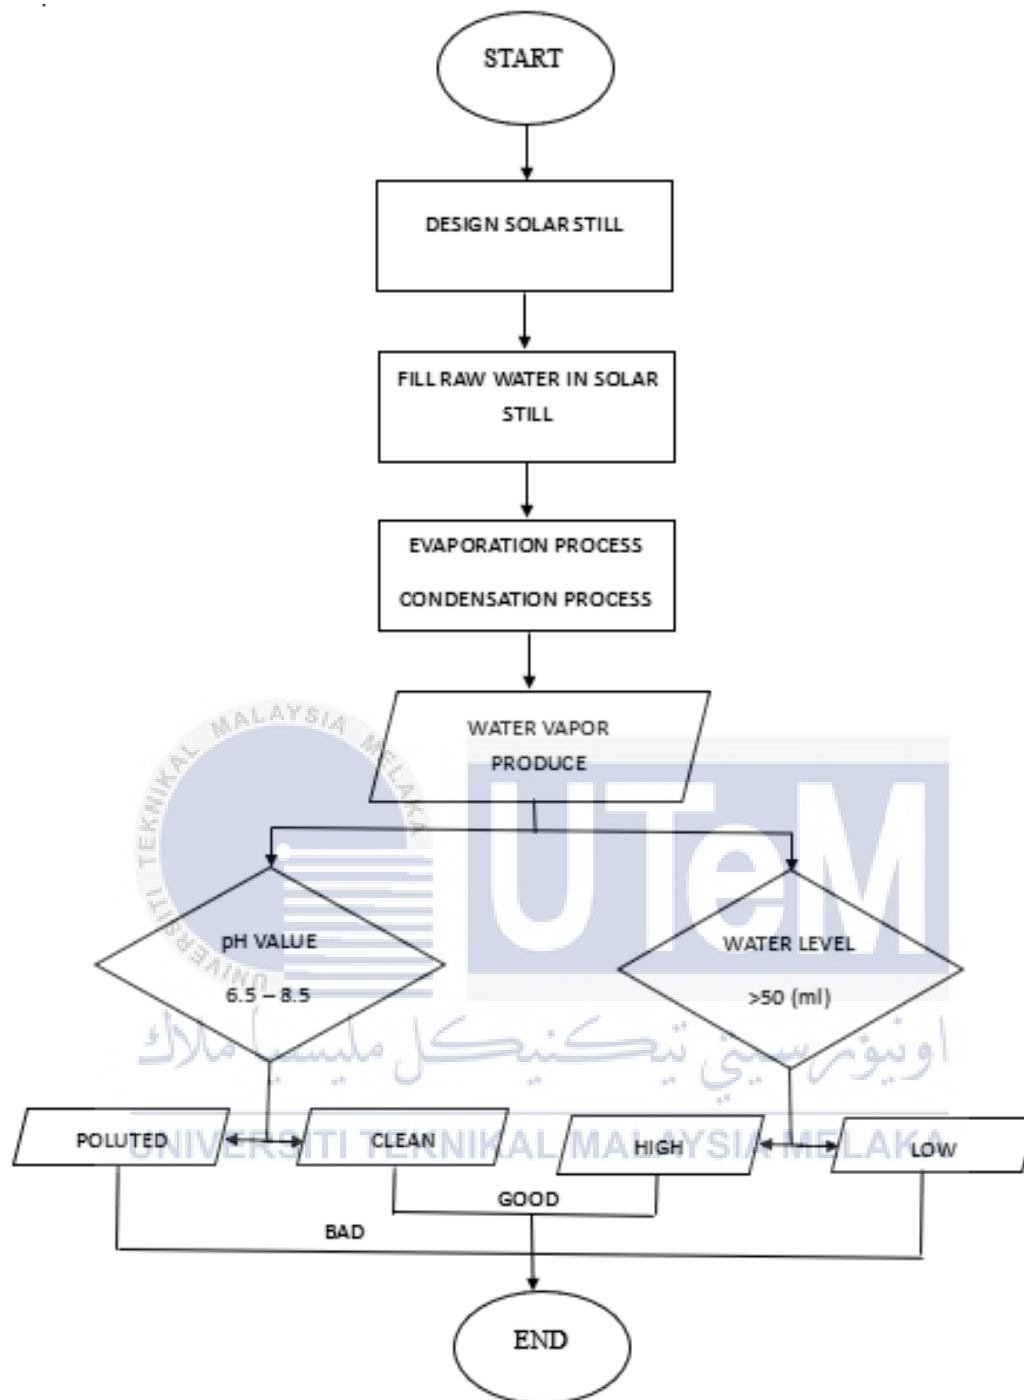 START
DESIGN SOLAR STILL
FILL RAW WATER IN SOLAR
STILL
EVAPORATION PROCESS
CONDENSATION PROCESS
WATER VAPOR
PRODUCE
UNIVERSITI TEKNIKAL MALAYSIA MELAKA
UTeM
pH VALUE
6.5 – 8.5
WATER LEVEL
>50 (ml)
اونيۏرسيتي تيكنيكل مليسيا ملاك
UNIVERSITI TEKNIKAL MALAYSIA MELAKA
POLUTED
CLEAN
HIGH
LOW
GOOD
BAD
END